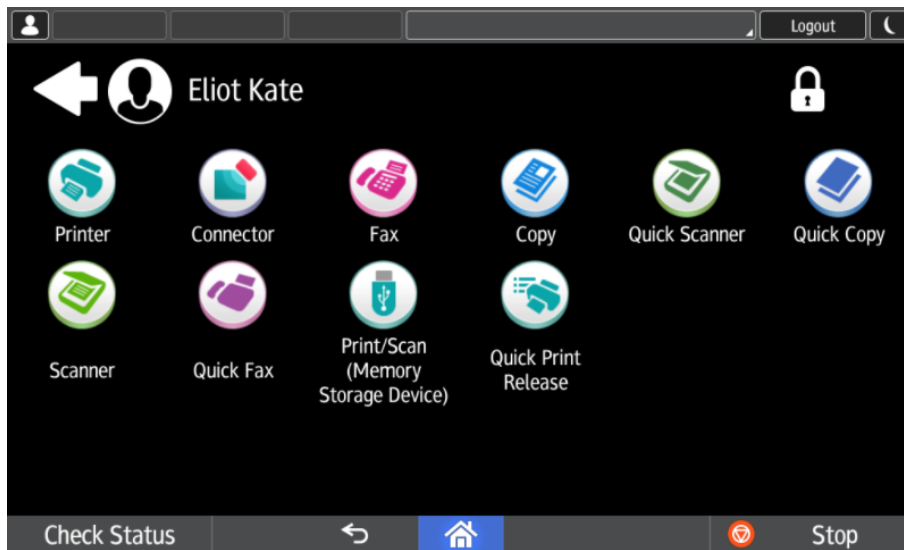 Logout
Eliot Kate
Printer
Connector
Fax
Copy
Quick Scanner
Quick Copy
Scanner
Quick Fax
Print/Scan
(Memory
Storage Device)
Quick Print
Release
Check Status
Stop